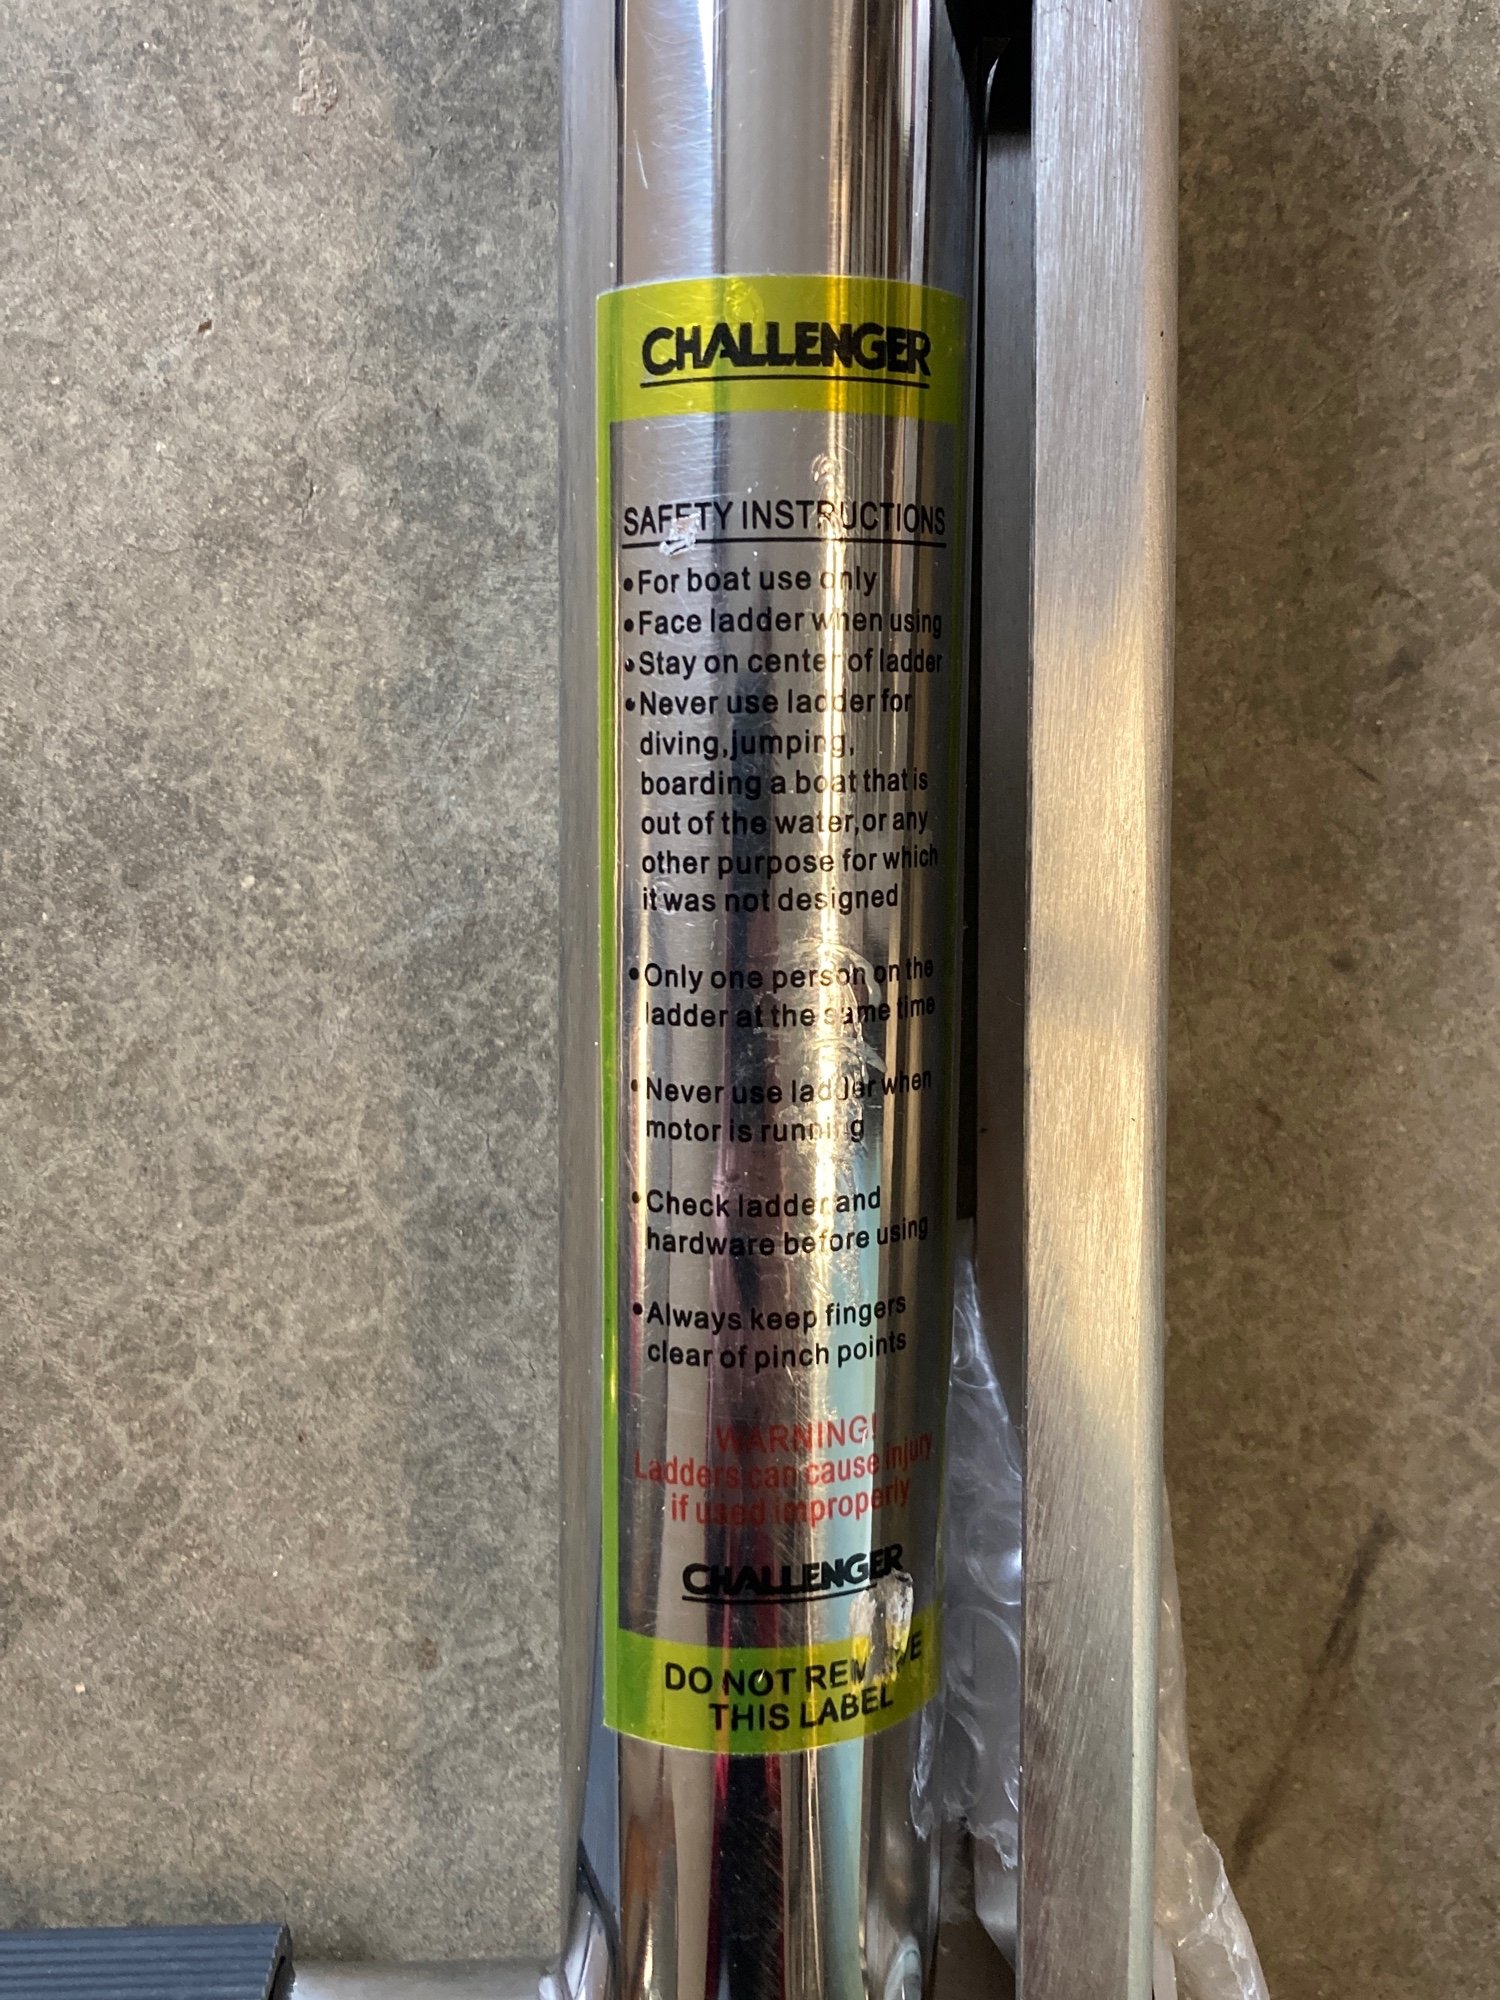 CHALLENGER
SAFETY INSTRUCTIONS
•For boat use only
•Face ladder when using
•Stay on center of ladder
•Never use ladder for
diving,jumping,
boarding a boat that is
out of the water,or any
other purpose for which
it was not designed
•Only one person on the
ladder at the same time
•Never use ladder when
motor is running
•Check ladder and
hardware before using
•Always keep fingers
clear of pinch points
WARNING!
Ladders can cause injury
if used improperly
CHALLENGER
DO NOT REMOVE
THIS LABEL